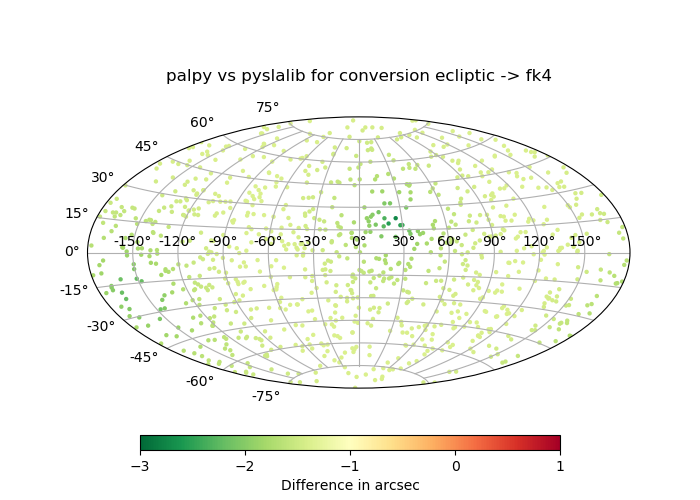 palpy vs pyslalib for conversion ecliptic -> fk4
75°
60°
45°
30°
15°
-150° -120° -90° -60° -30° 0° 30° 60° 90° 120° 150°
0°
-15°
-30°
-45°
-60°
-75°
−3 −2 −1 0 1
Difference in arcsec